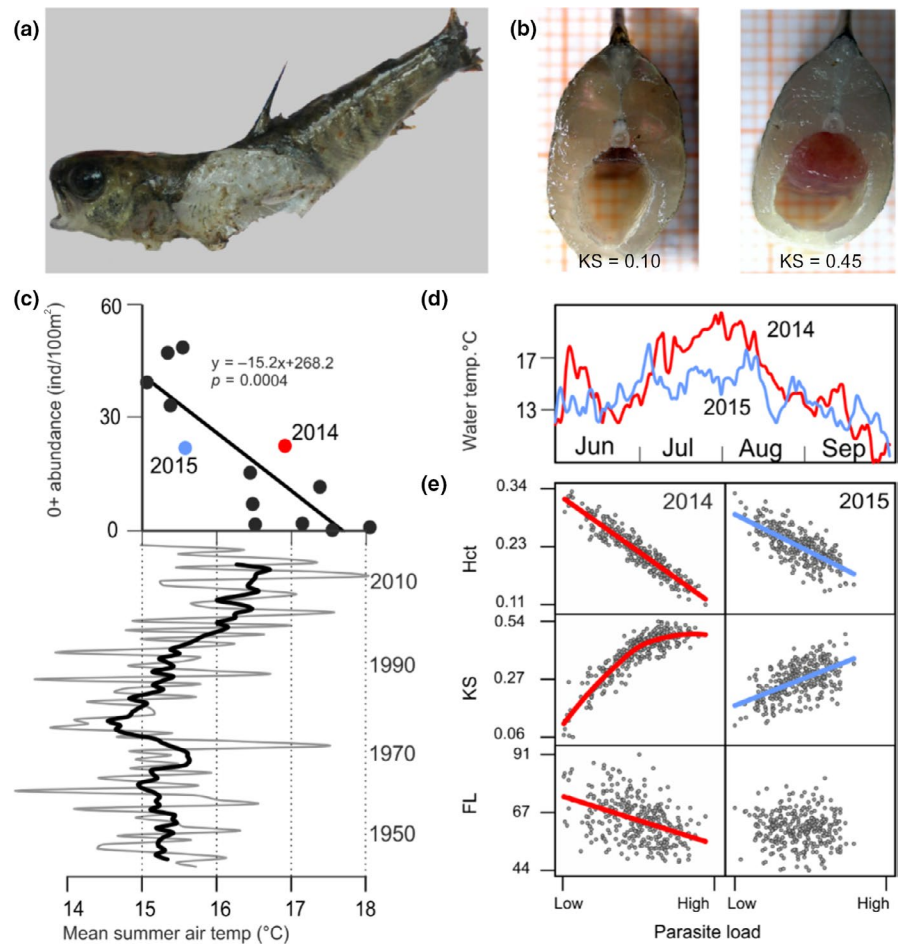 (a)
(b)
KS = 0.10
KS = 0.45
(c)
0+ abundance (ind/100m²)
60
30
0
y = −15.2x+268.2
p = 0.0004
2014
2015
2010
1990
1970
1950
14 15 16 17 18
Mean summer air temp (°C)
(d)
Water temp.°C
17
13
2014
2015
Jun Jul Aug Sep
(e)
2014 2015
Hct
0.34
0.23
0.11
KS
0.54
0.27
0.06
FL
91
67
44
Low High Low High
Parasite load